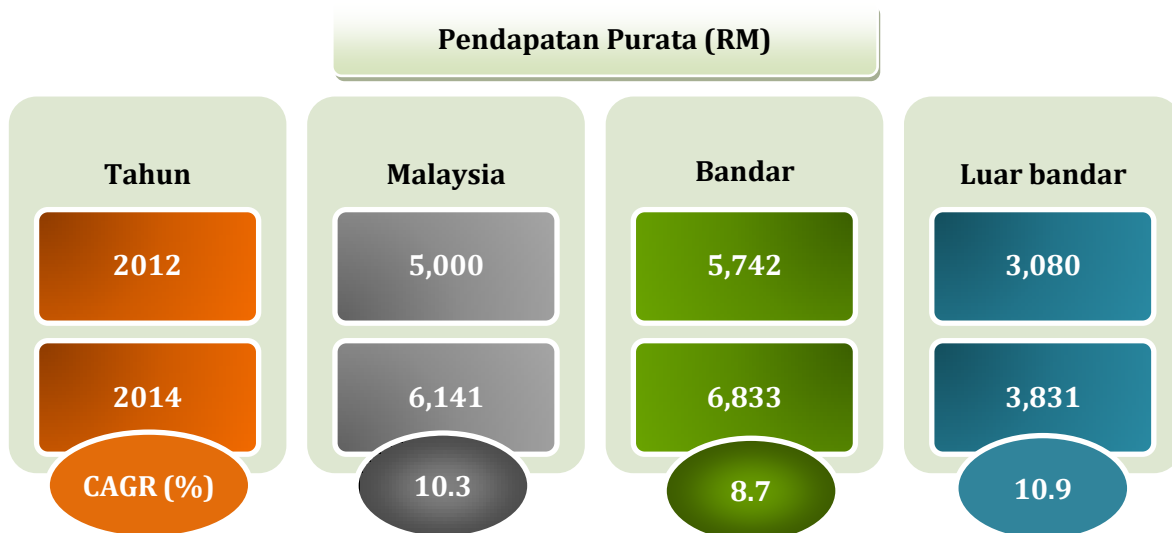 Pendapatan Purata (RM)
Tahun Malaysia Bandar Luar bandar
2012 5,000 5,742 3,080
2014 6,141 6,833 3,831
CAGR (%) 10.3 8.7 10.9